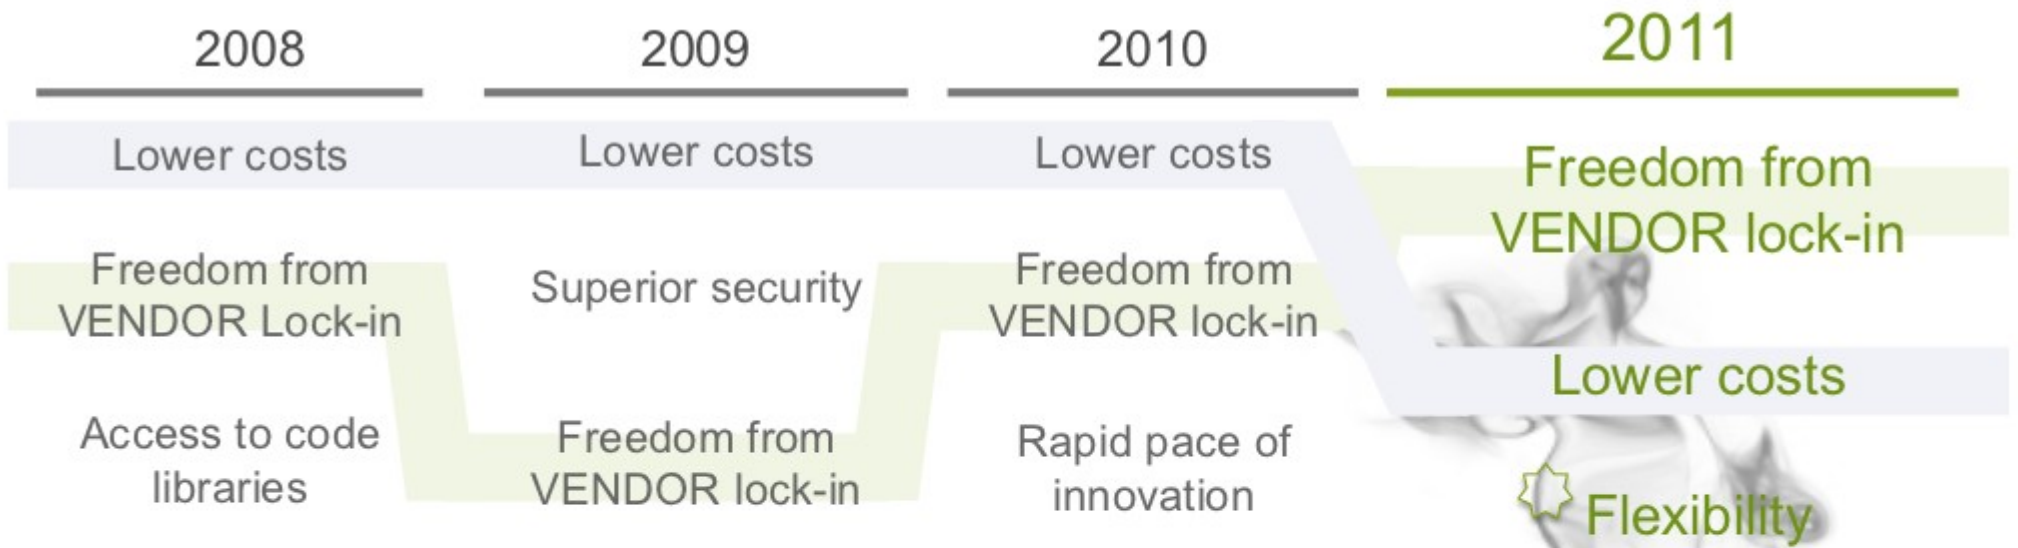 2008
2009
2010
2011
Lower costs
Lower costs
Lower costs
Freedom from
VENDOR lock-in
Freedom from
VENDOR Lock-in
Superior security
Freedom from
VENDOR lock-in
Lower costs
Access to code
libraries
Freedom from
VENDOR lock-in
Rapid pace of
innovation
Flexibility